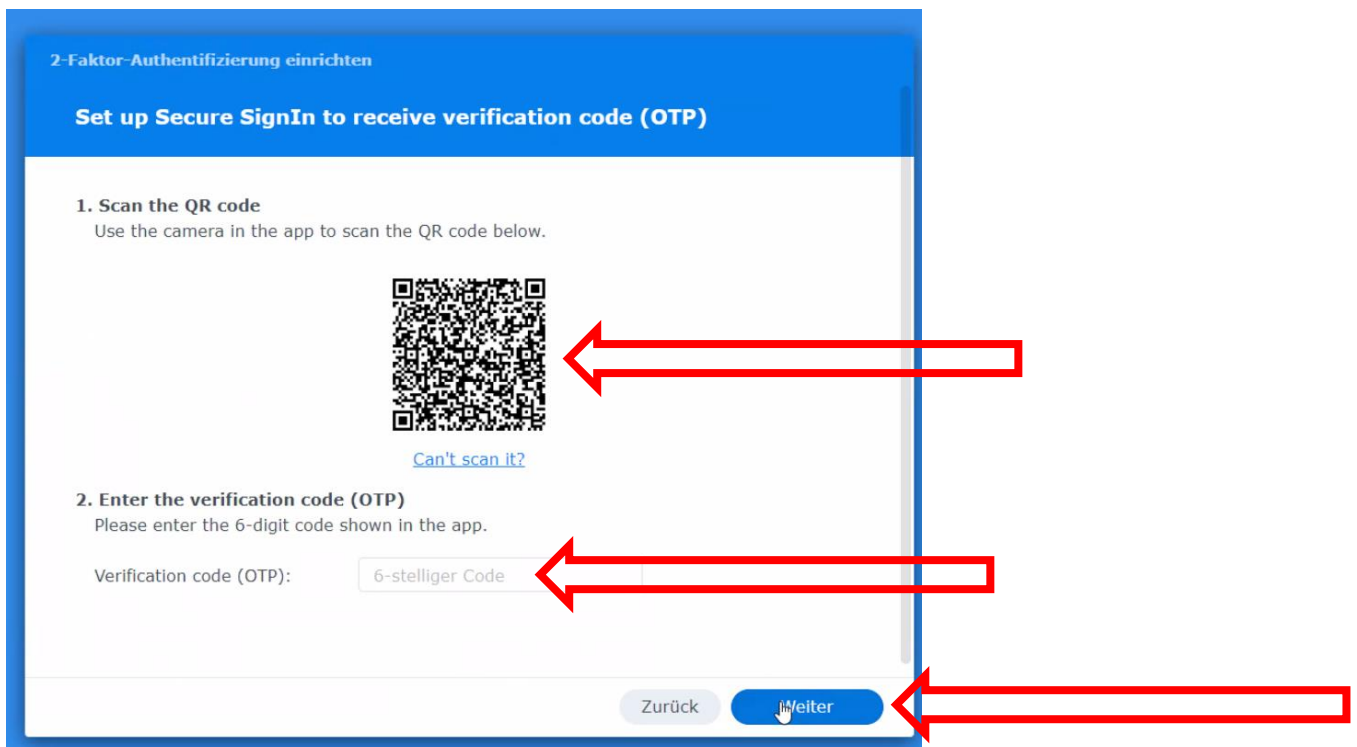 2-Faktor-Authentifizierung einrichten
Set up Secure SignIn to receive verification code (OTP)
1. Scan the QR code
Use the camera in the app to scan the QR code below.
Can't scan it?
2. Enter the verification code (OTP)
Please enter the 6-digit code shown in the app.
Verification code (OTP): 6-stelliger Code
Zurück Weiter